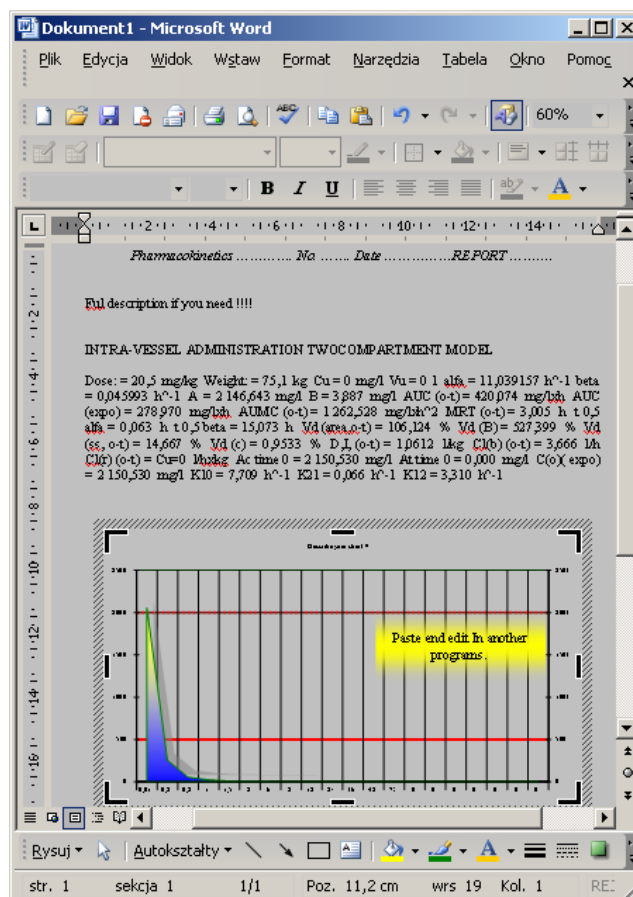 Dokument1 - Microsoft Word
Plik Edycja Widok Wstaw Format Narzędzia Tabela Okno Pomoc
60%
B I U
Pharmacokinetics ............. No. ....... Date ................REPORT ..........
Ful description if you need !!!!
INTRA-VESSEL ADMINISTRATION TWOCOMPARTMENT MODEL
Dose: = 20,5 mg/kg Weight: = 75,1 kg Cu = 0 mg/l Vu = 0 l alfa = 11,039157 h^-1 beta
= 0,045993 h^-1 A = 2 146,643 mg/l B = 3,887 mg/l AUC (o-t) = 420,074 mg/lxh AUC
(expo) = 278,970 mg/lxh AUMC (o-t) = 1 262,528 mg/lxh^2 MRT (o-t) = 3,005 h t 0,5
alfa = 0,063 h t 0,5 beta = 15,073 h Vd (area,o-t) = 106,124 % Vd (B) = 527,399 % Vd
(ss, o-t) = 14,667 % Vd (c) = 0,9533 % D_L (o-t) = 1,0612 l/kg Cl(b) (o-t) = 3,666 l/h
Cl(r) (o-t) = Cu=0 l/hxkg Ac time 0 = 2 150,530 mg/l At time 0 = 0,000 mg/l C(o)( expo)
= 2 150,530 mg/l K10 = 7,709 h^-1 K21 = 0,066 h^-1 K12 = 3,310 h^-1
Paste end edit In another
programs.
Rysuj Autokształty
str. 1 sekcja 1 1/1 Poz. 11,2 cm wrs 19 Kol. 1 REJ